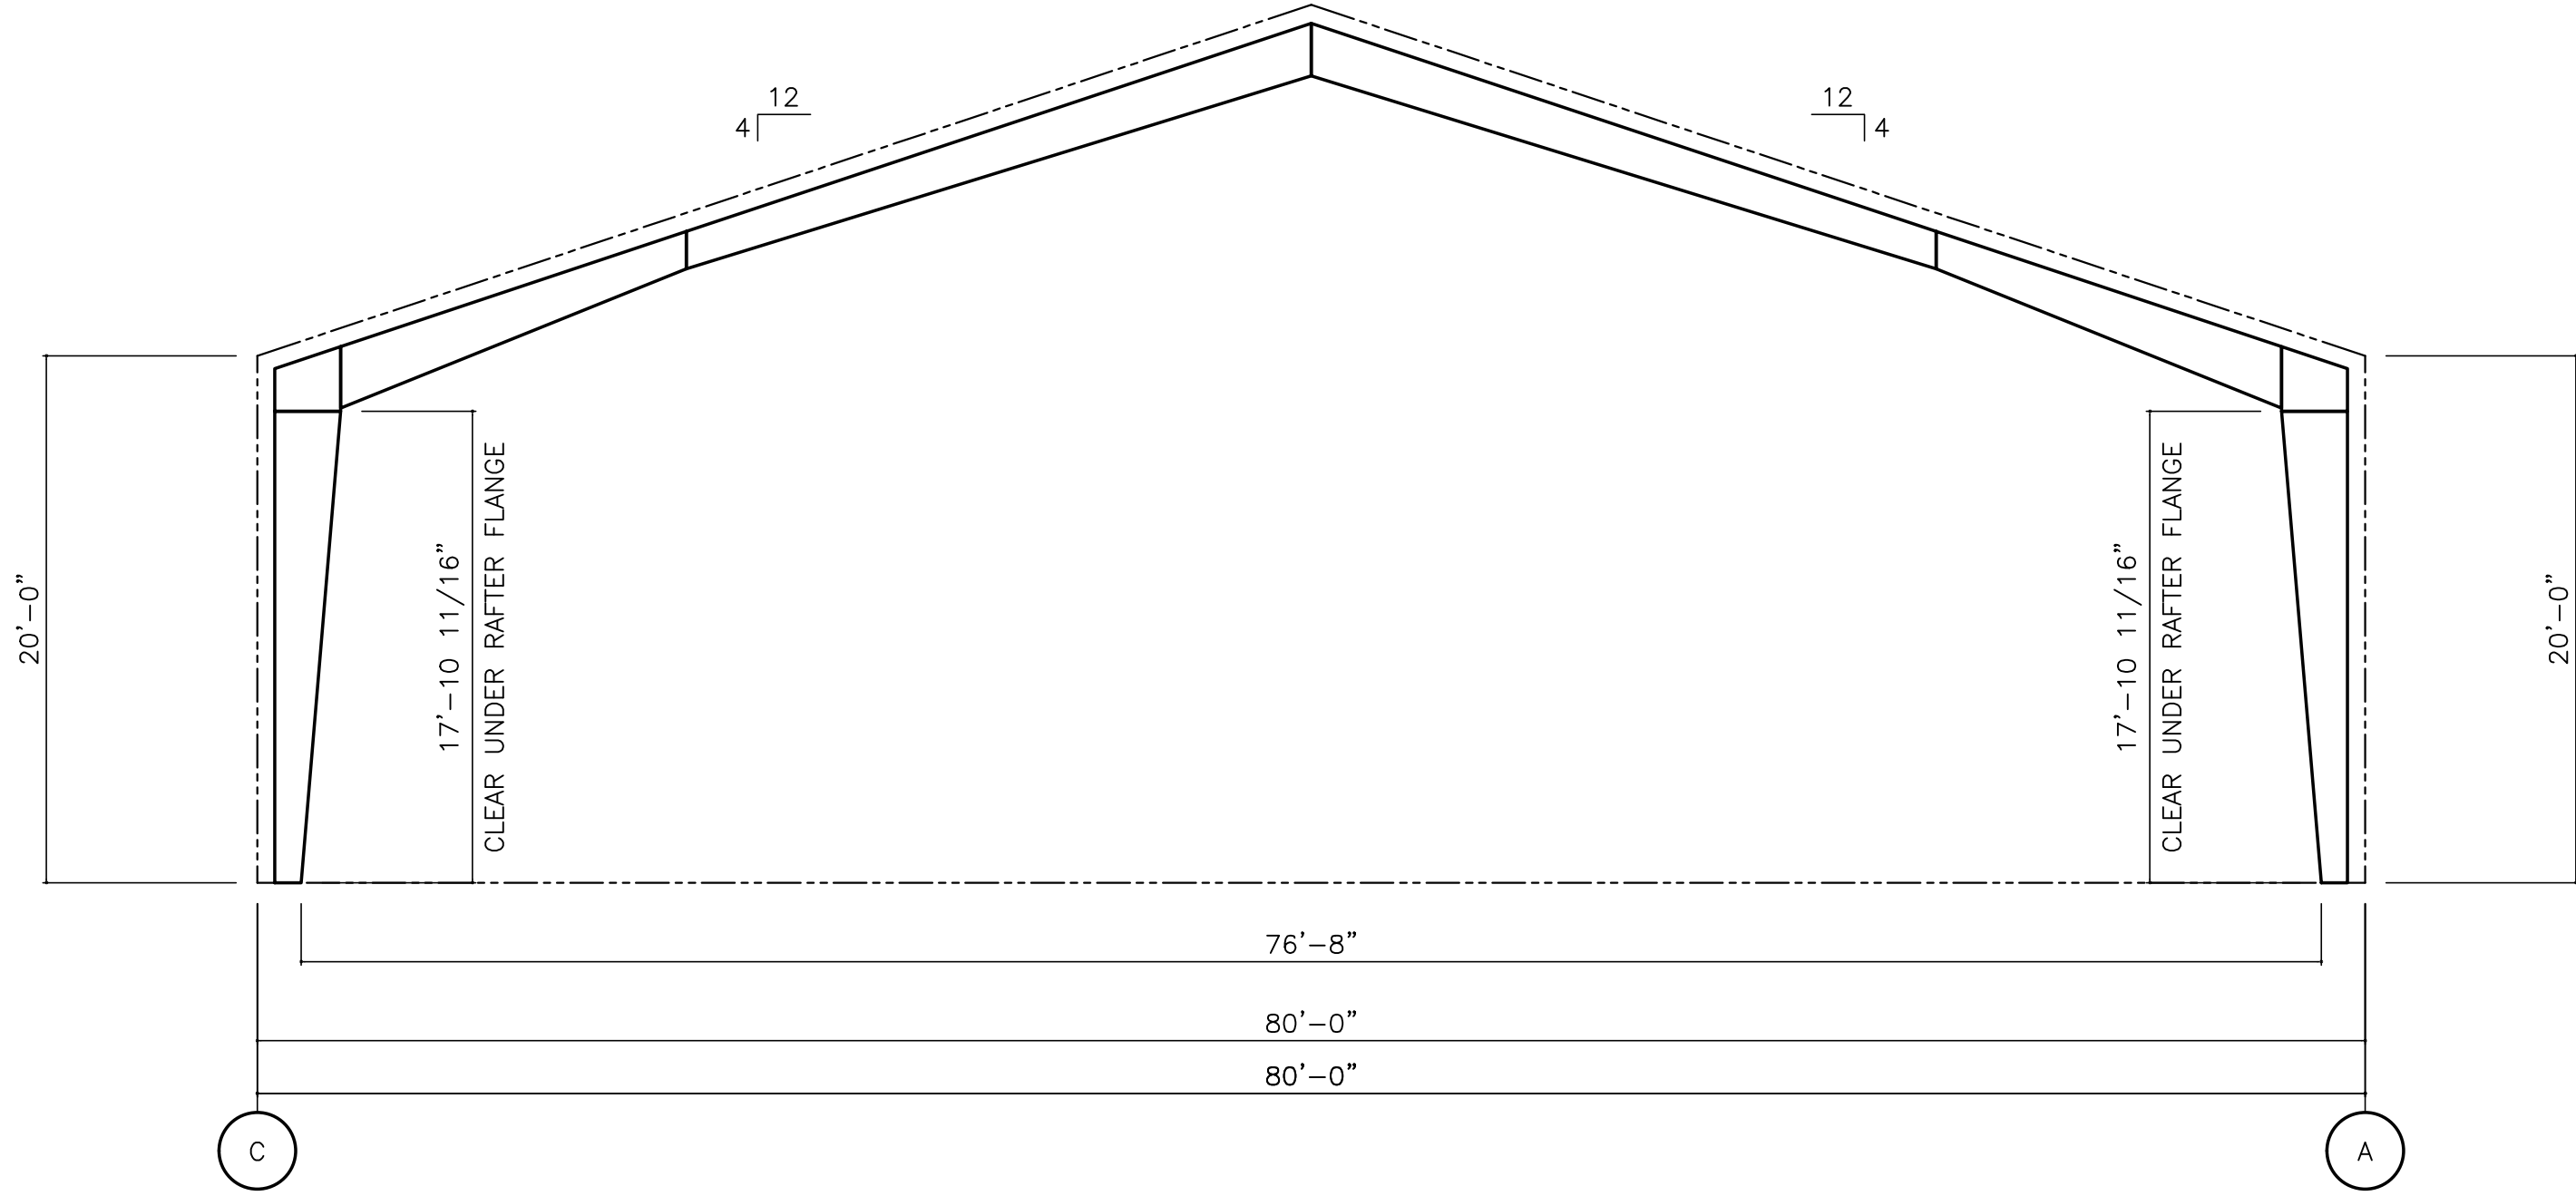 12
4
12
4
20'-0"
17'-10 11/16"
CLEAR UNDER RAFTER FLANGE
17'-10 11/16"
CLEAR UNDER RAFTER FLANGE
20'-0"
76'-8"
80'-0"
80'-0"
C
A